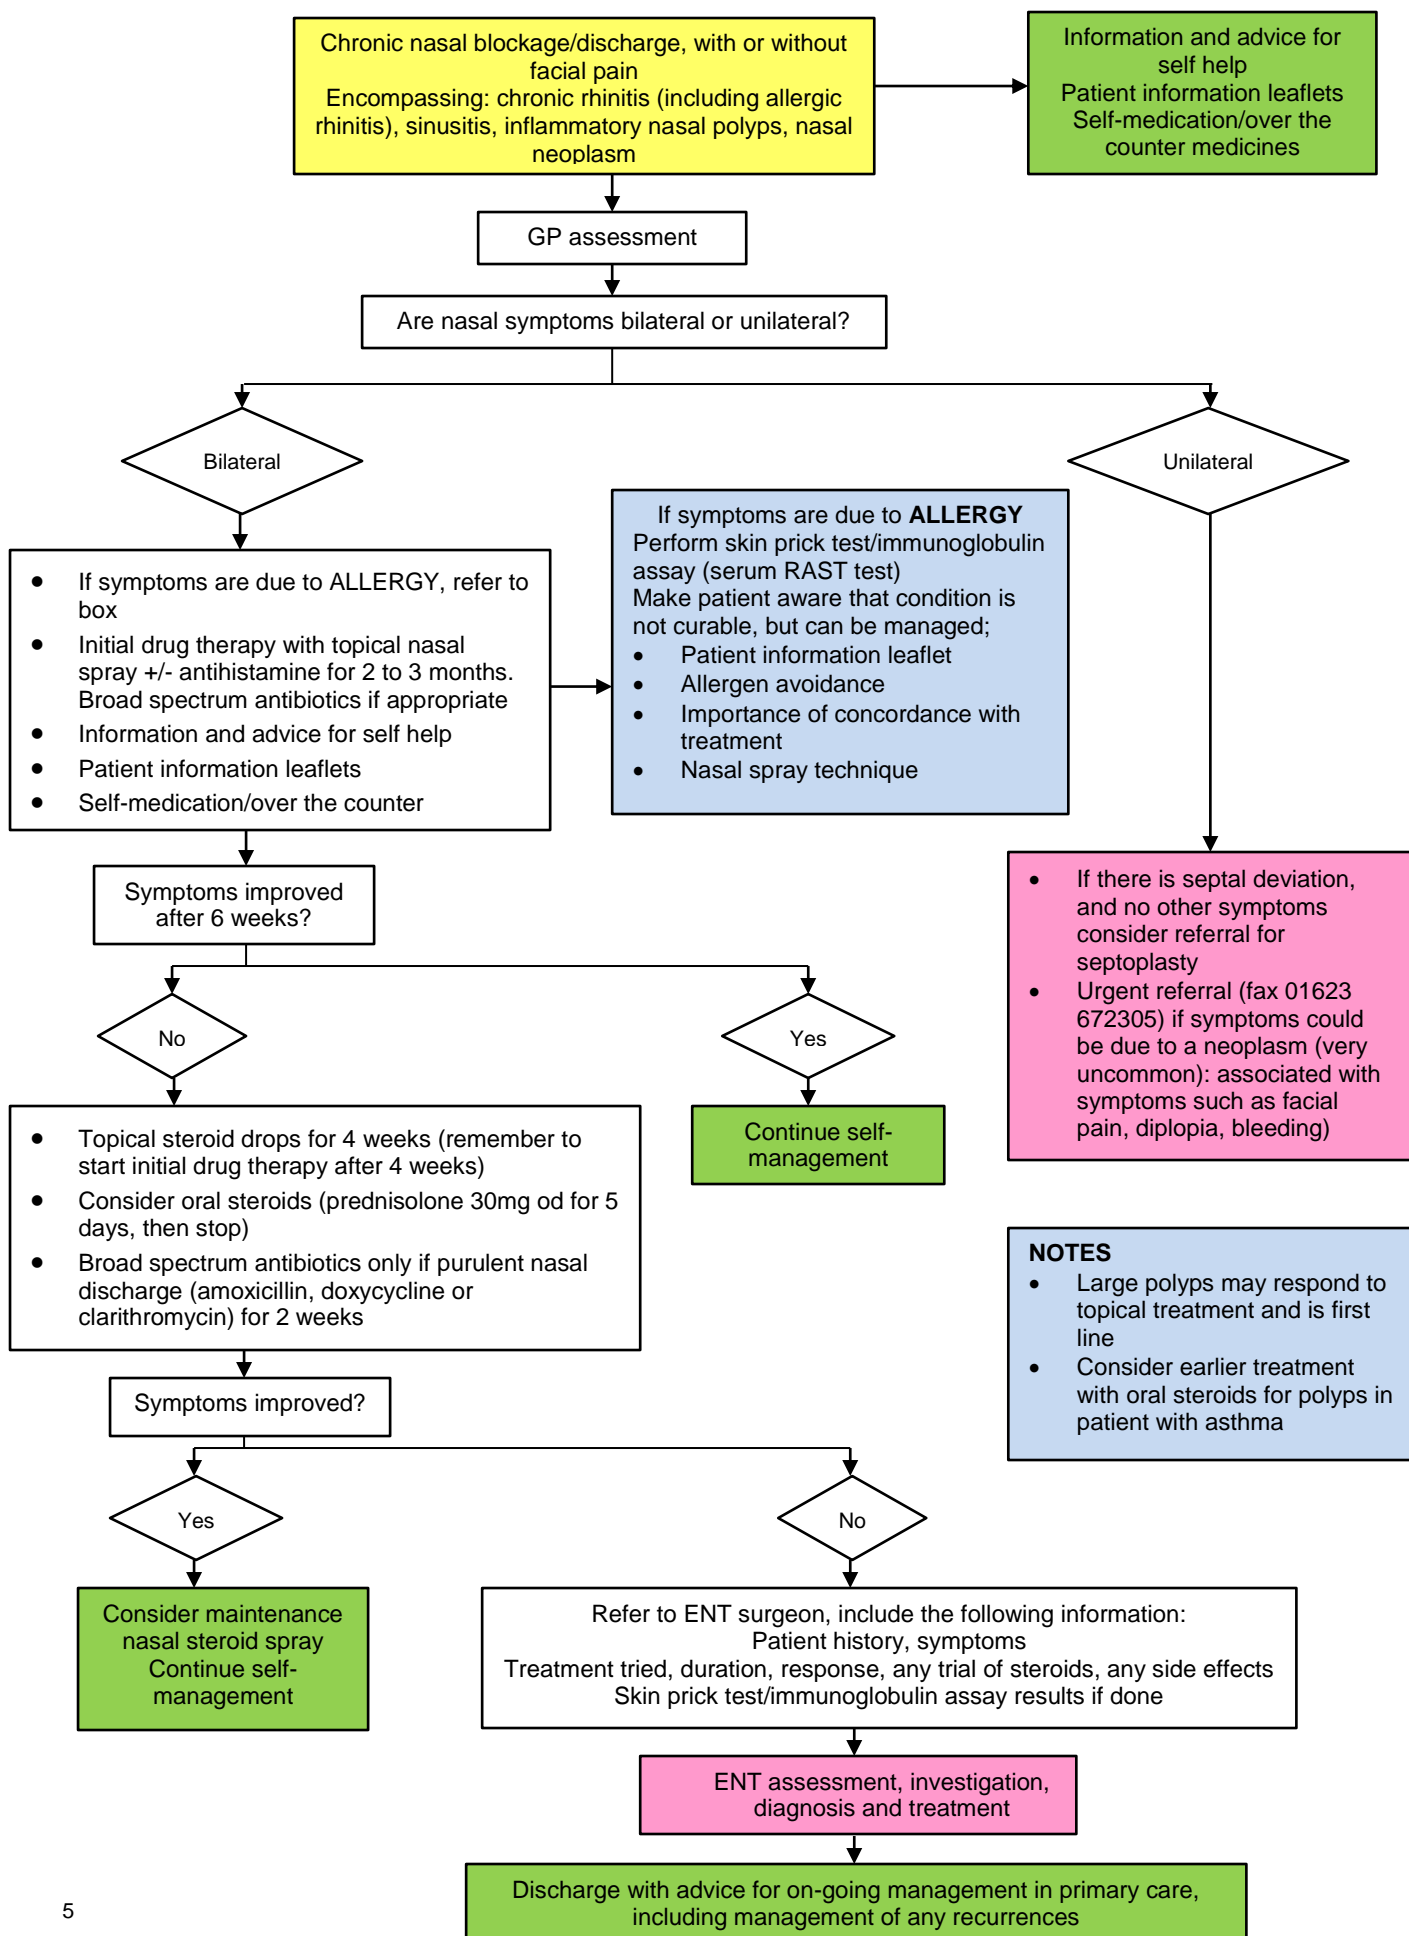 Chronic nasal blockage/discharge, with or without
facial pain
Encompassing: chronic rhinitis (including allergic
rhinitis), sinusitis, inflammatory nasal polyps, nasal
neoplasm
Information and advice for
self help
Patient information leaflets
Self-medication/over the
counter medicines
GP assessment
Are nasal symptoms bilateral or unilateral?
Bilateral
Unilateral
• If symptoms are due to ALLERGY, refer to
box
• Initial drug therapy with topical nasal
spray +/- antihistamine for 2 to 3 months.
Broad spectrum antibiotics if appropriate
• Information and advice for self help
• Patient information leaflets
• Self-medication/over the counter
If symptoms are due to ALLERGY
Perform skin prick test/immunoglobulin
assay (serum RAST test)
Make patient aware that condition is
not curable, but can be managed;
• Patient information leaflet
• Allergen avoidance
• Importance of concordance with
treatment
• Nasal spray technique
• If there is septal deviation,
and no other symptoms
consider referral for
septoplasty
• Urgent referral (fax 01623
672305) if symptoms could
be due to a neoplasm (very
uncommon): associated with
symptoms such as facial
pain, diplopia, bleeding)
Symptoms improved
after 6 weeks?
No
Yes
• Topical steroid drops for 4 weeks (remember to
start initial drug therapy after 4 weeks)
• Consider oral steroids (prednisolone 30mg od for 5
days, then stop)
• Broad spectrum antibiotics only if purulent nasal
discharge (amoxicillin, doxycycline or
clarithromycin) for 2 weeks
Continue self-
management
NOTES
• Large polyps may respond to
topical treatment and is first
line
• Consider earlier treatment
with oral steroids for polyps in
patient with asthma
Symptoms improved?
Yes
No
Consider maintenance
nasal steroid spray
Continue self-
management
Refer to ENT surgeon, include the following information:
Patient history, symptoms
Treatment tried, duration, response, any trial of steroids, any side effects
Skin prick test/immunoglobulin assay results if done
ENT assessment, investigation,
diagnosis and treatment
Discharge with advice for on-going management in primary care,
including management of any recurrences
5